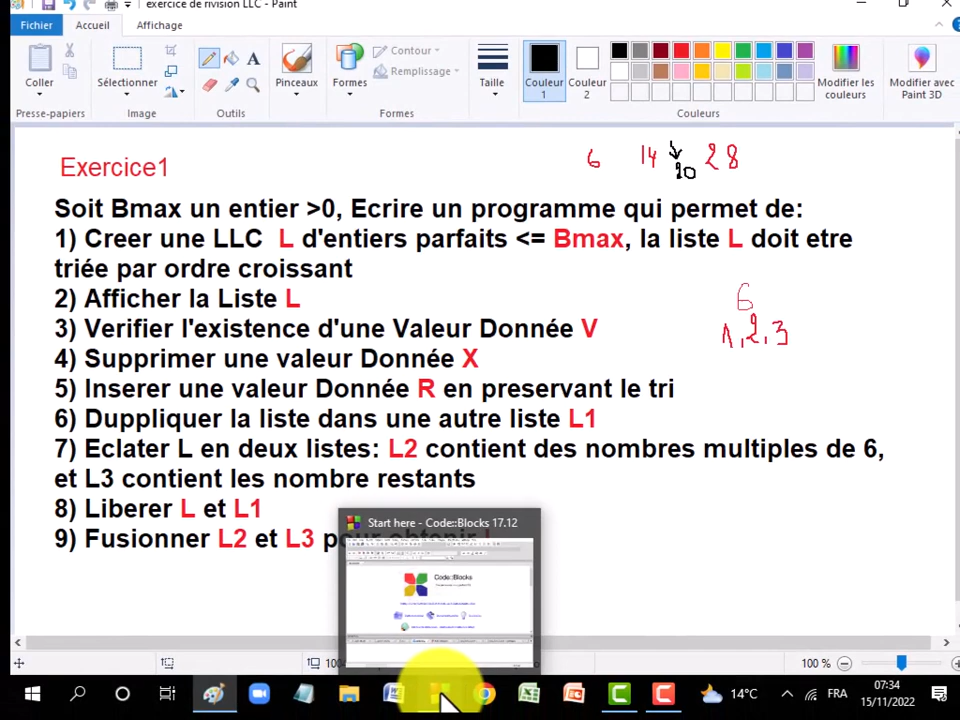 exercice de rivision LLC - Paint
Fichier Accueil Affichage
Coller
Sélectionner
Pinceaux
Formes
Contour
Remplissage
Taille
Couleur 1
Couleur 2
Modifier les couleurs
Modifier avec Paint 3D
Presse-papiers Image Outils Formes Couleurs
6 14 28
20
Exercice1
Soit Bmax un entier >0, Ecrire un programme qui permet de:
1) Creer une LLC L d'entiers parfaits <= Bmax, la liste L doit etre
triée par ordre croissant
2) Afficher la Liste L
6
3) Verifier l'existence d'une Valeur Donnée V
1,2,3
4) Supprimer une valeur Donnée X
5) Inserer une valeur Donnée R en preservant le tri
6) Duppliquer la liste dans une autre liste L1
7) Eclater L en deux listes: L2 contient des nombres multiples de 6,
et L3 contient les nombre restants
8) Liberer L et L1
9) Fusionner L2 et L3
Start here - Code::Blocks 17.12
Code::Blocks
100 %
14°C
FRA
07:34
15/11/2022